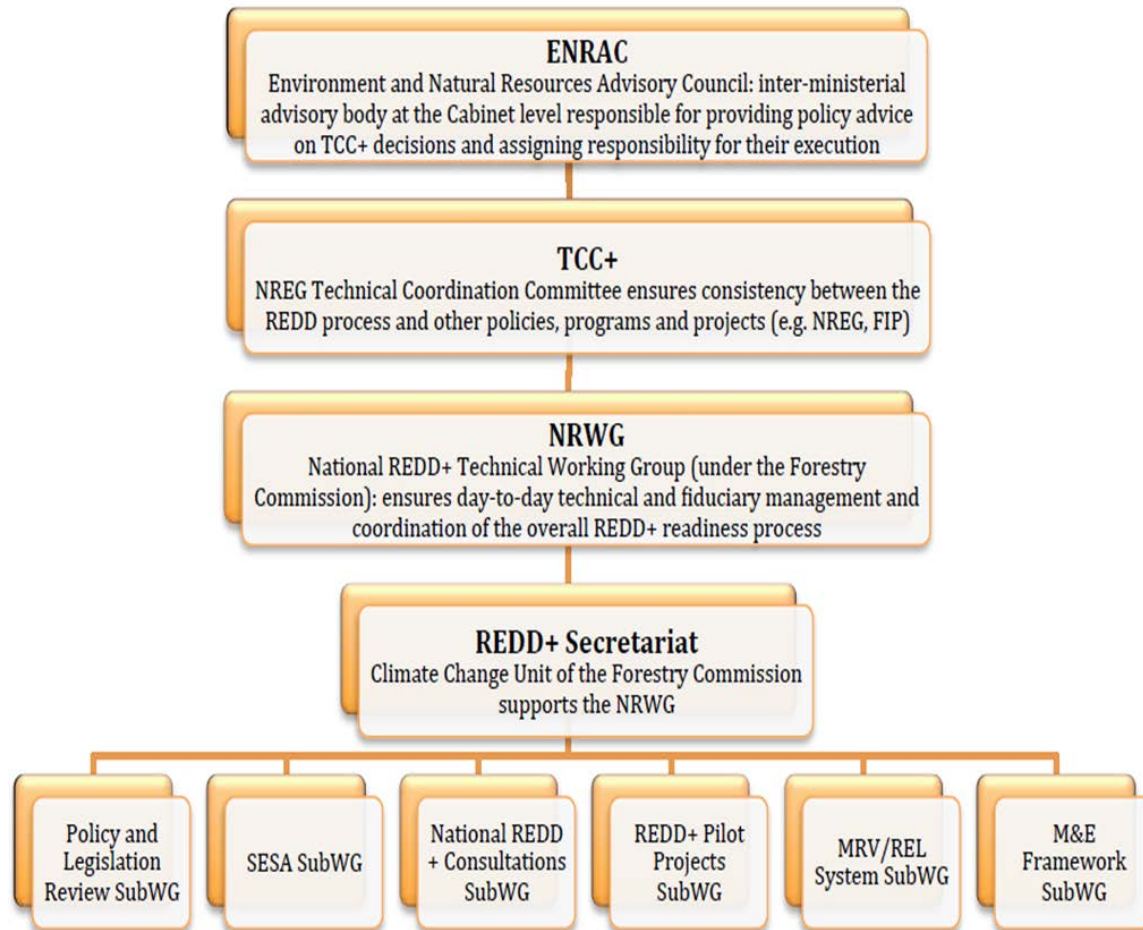 ENRAC
Environment and Natural Resources Advisory Council: inter-ministerial
advisory body at the Cabinet level responsible for providing policy advice
on TCC+ decisions and assigning responsibility for their execution
TCC+
NREG Technical Coordination Committee ensures consistency between the
REDD process and other policies, programs and projects (e.g. NREG, FIP)
NRWG
National REDD+ Technical Working Group (under the Forestry
Commission): ensures day-to-day technical and fiduciary management and
coordination of the overall REDD+ readiness process
REDD+ Secretariat
Climate Change Unit of the Forestry Commission
supports the NRWG
Policy and
Legislation
Review SubWG
SESA SubWG
National REDD
+ Consultations
SubWG
REDD+ Pilot
Projects
SubWG
MRV/REL
System SubWG
M&E
Framework
SubWG